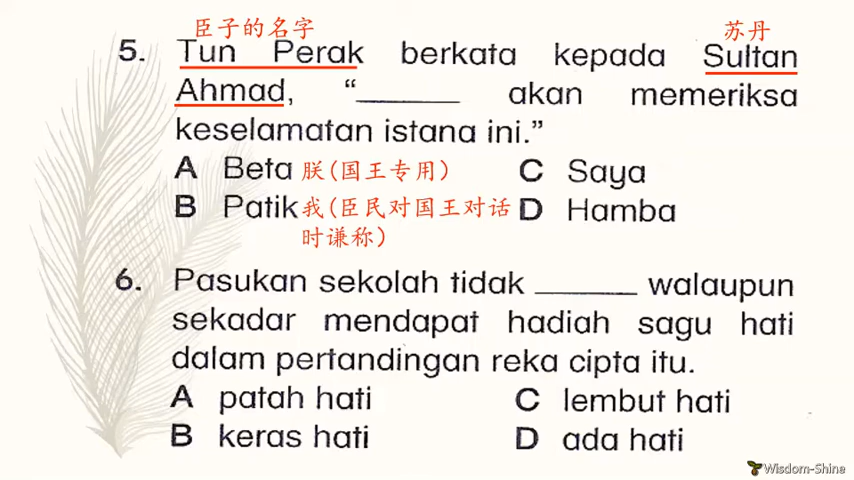 臣子的名字 苏丹
5. Tun Perak berkata kepada Sultan
Ahmad, “_______ akan memeriksa
keselamatan istana ini.”
A Beta 朕(国王专用) C Saya
B Patik 我(臣民对国王对话 D Hamba
时谦称)
6. Pasukan sekolah tidak _______ walaupun
sekadar mendapat hadiah sagu hati
dalam pertandingan reka cipta itu.
A patah hati C lembut hati
B keras hati D ada hati
Wisdom-Shine